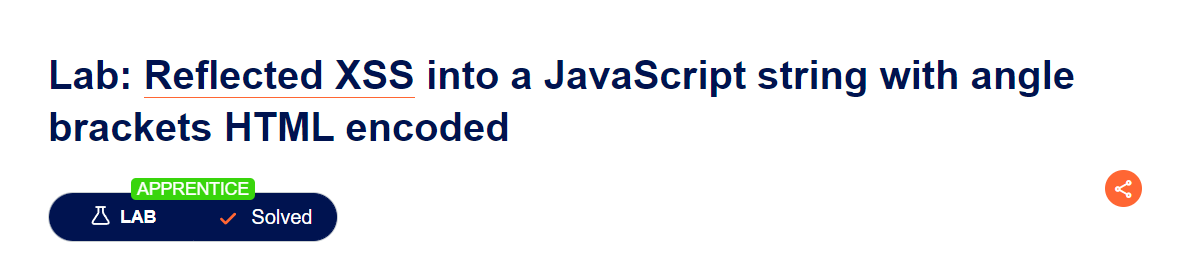 Lab: Reflected XSS into a JavaScript string with angle
brackets HTML encoded
APPRENTICE
LAB Solved